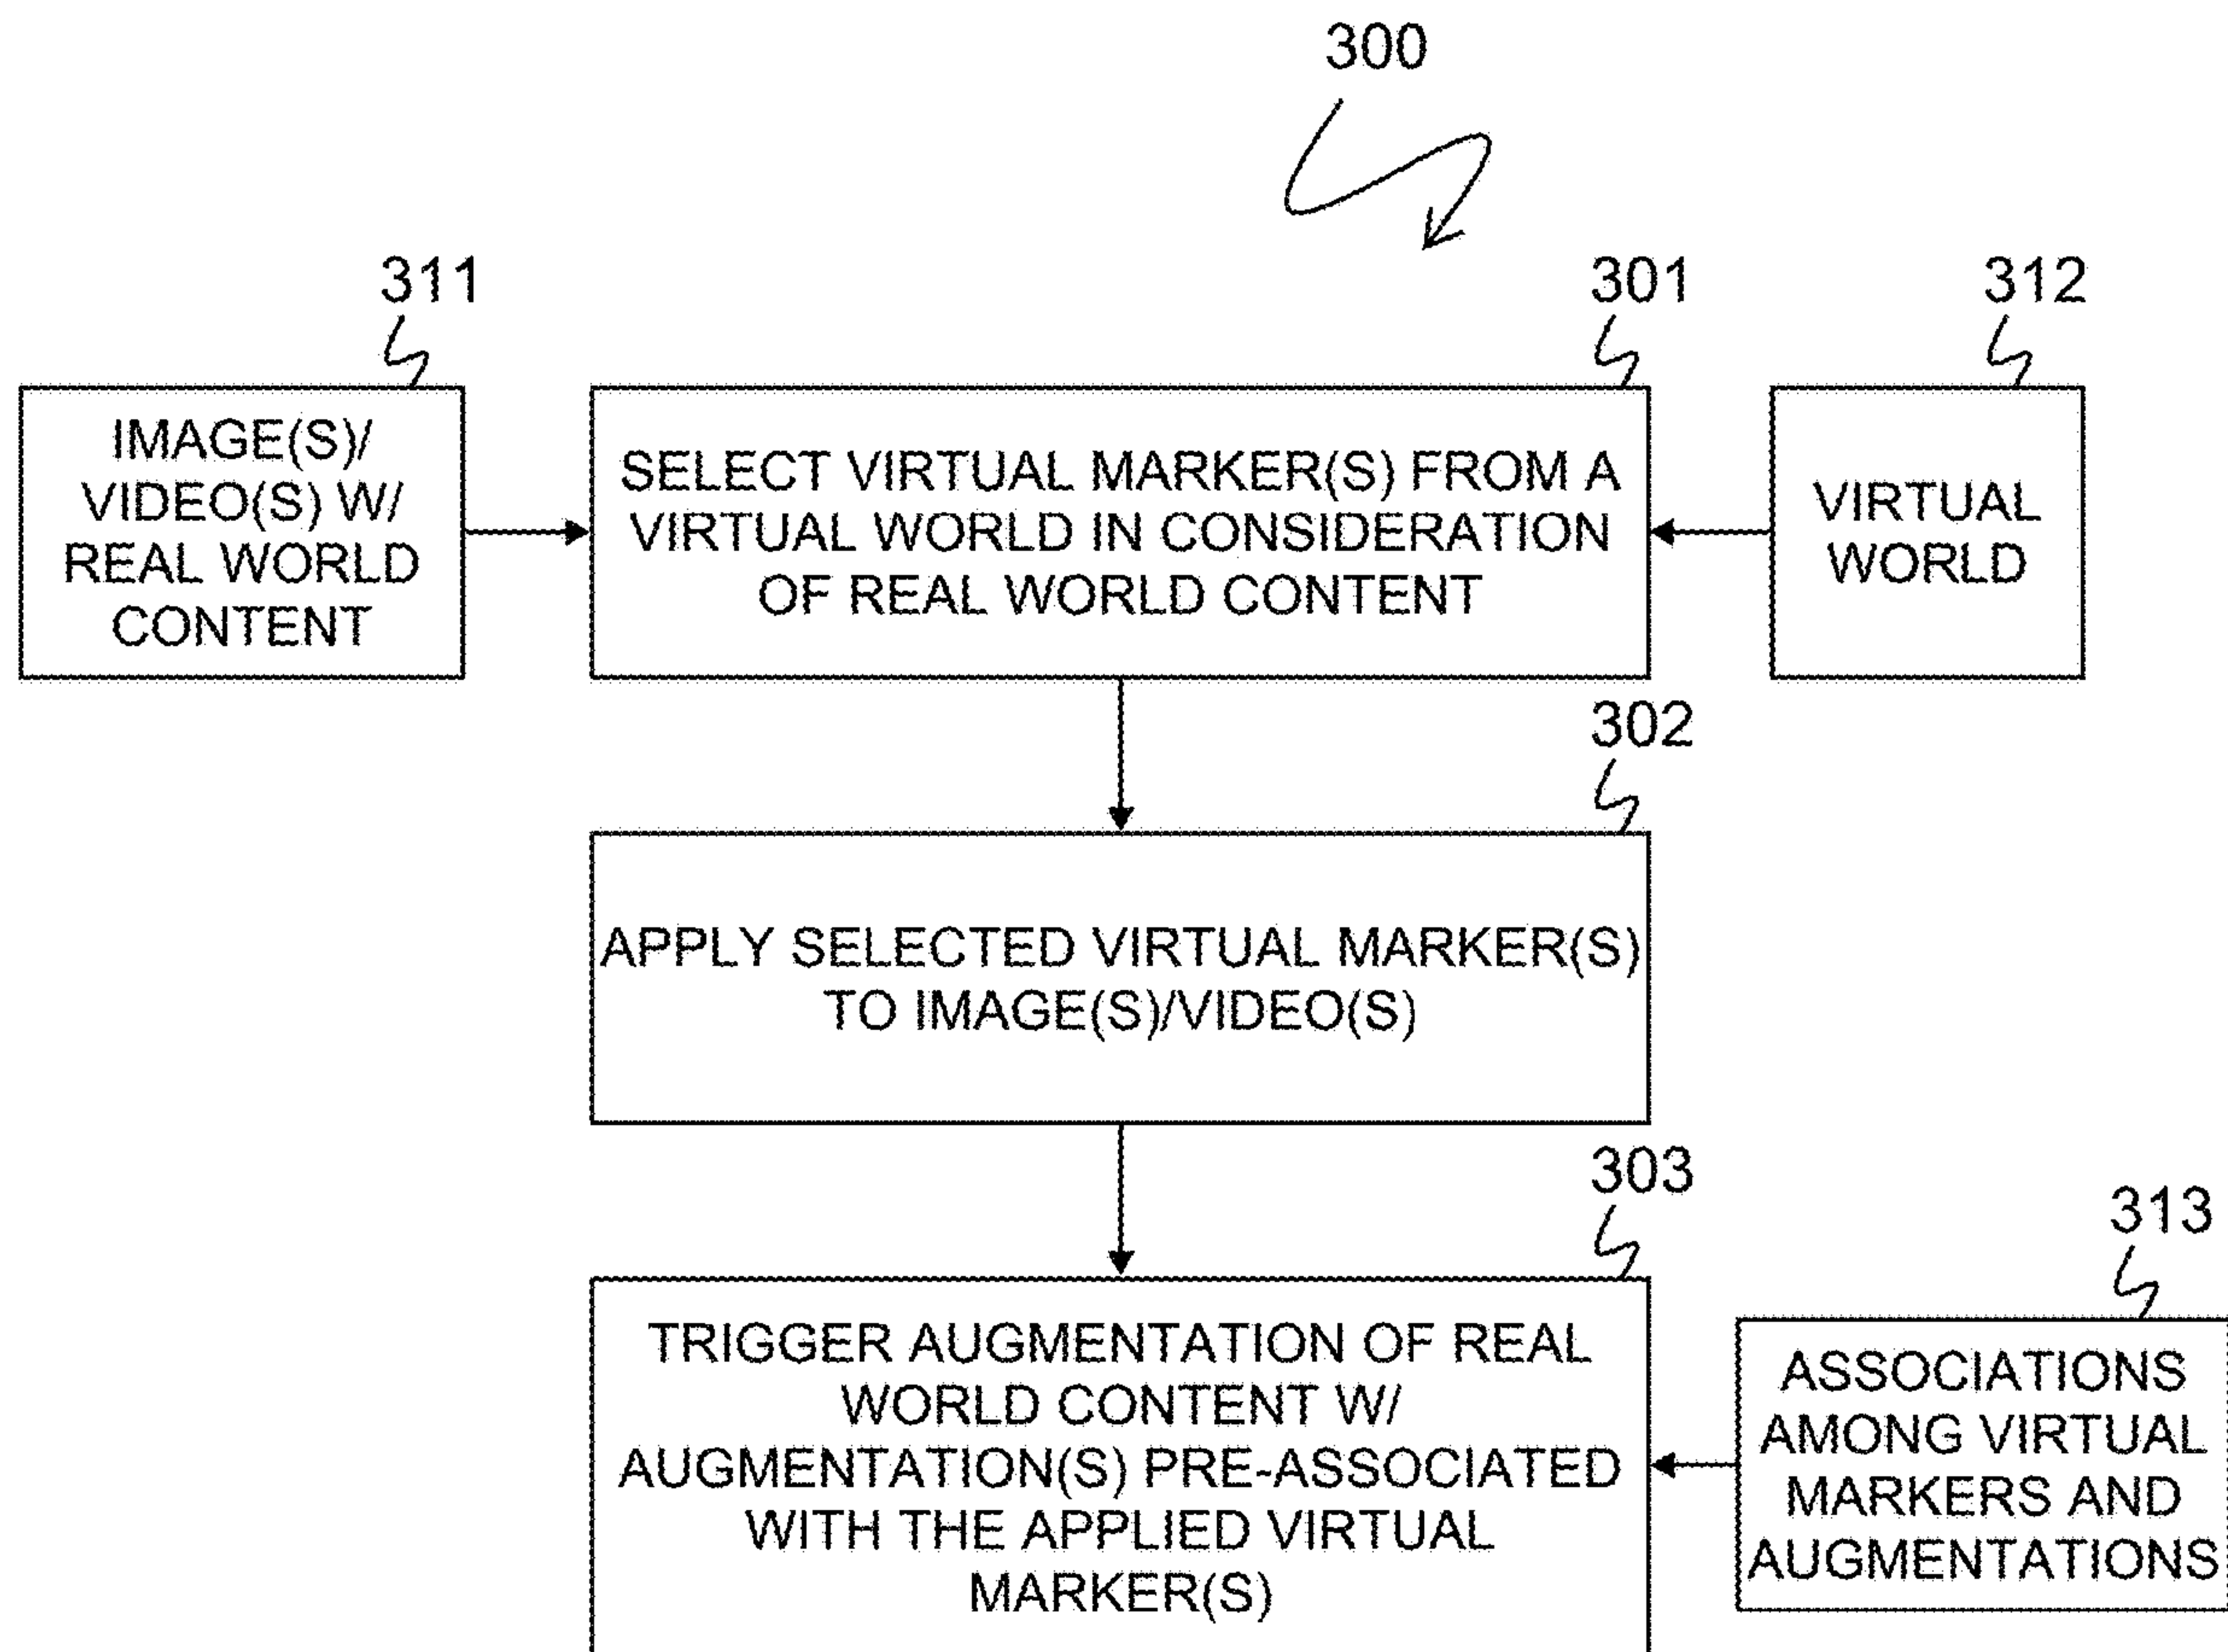 300
311
301
312
IMAGE(S)/
VIDEO(S) W/
REAL WORLD
CONTENT
SELECT VIRTUAL MARKER(S) FROM A
VIRTUAL WORLD IN CONSIDERATION
OF REAL WORLD CONTENT
VIRTUAL
WORLD
302
APPLY SELECTED VIRTUAL MARKER(S)
TO IMAGE(S)/VIDEO(S)
303
313
TRIGGER AUGMENTATION OF REAL
WORLD CONTENT W/
AUGMENTATION(S) PRE-ASSOCIATED
WITH THE APPLIED VIRTUAL
MARKER(S)
ASSOCIATIONS
AMONG VIRTUAL
MARKERS AND
AUGMENTATIONS